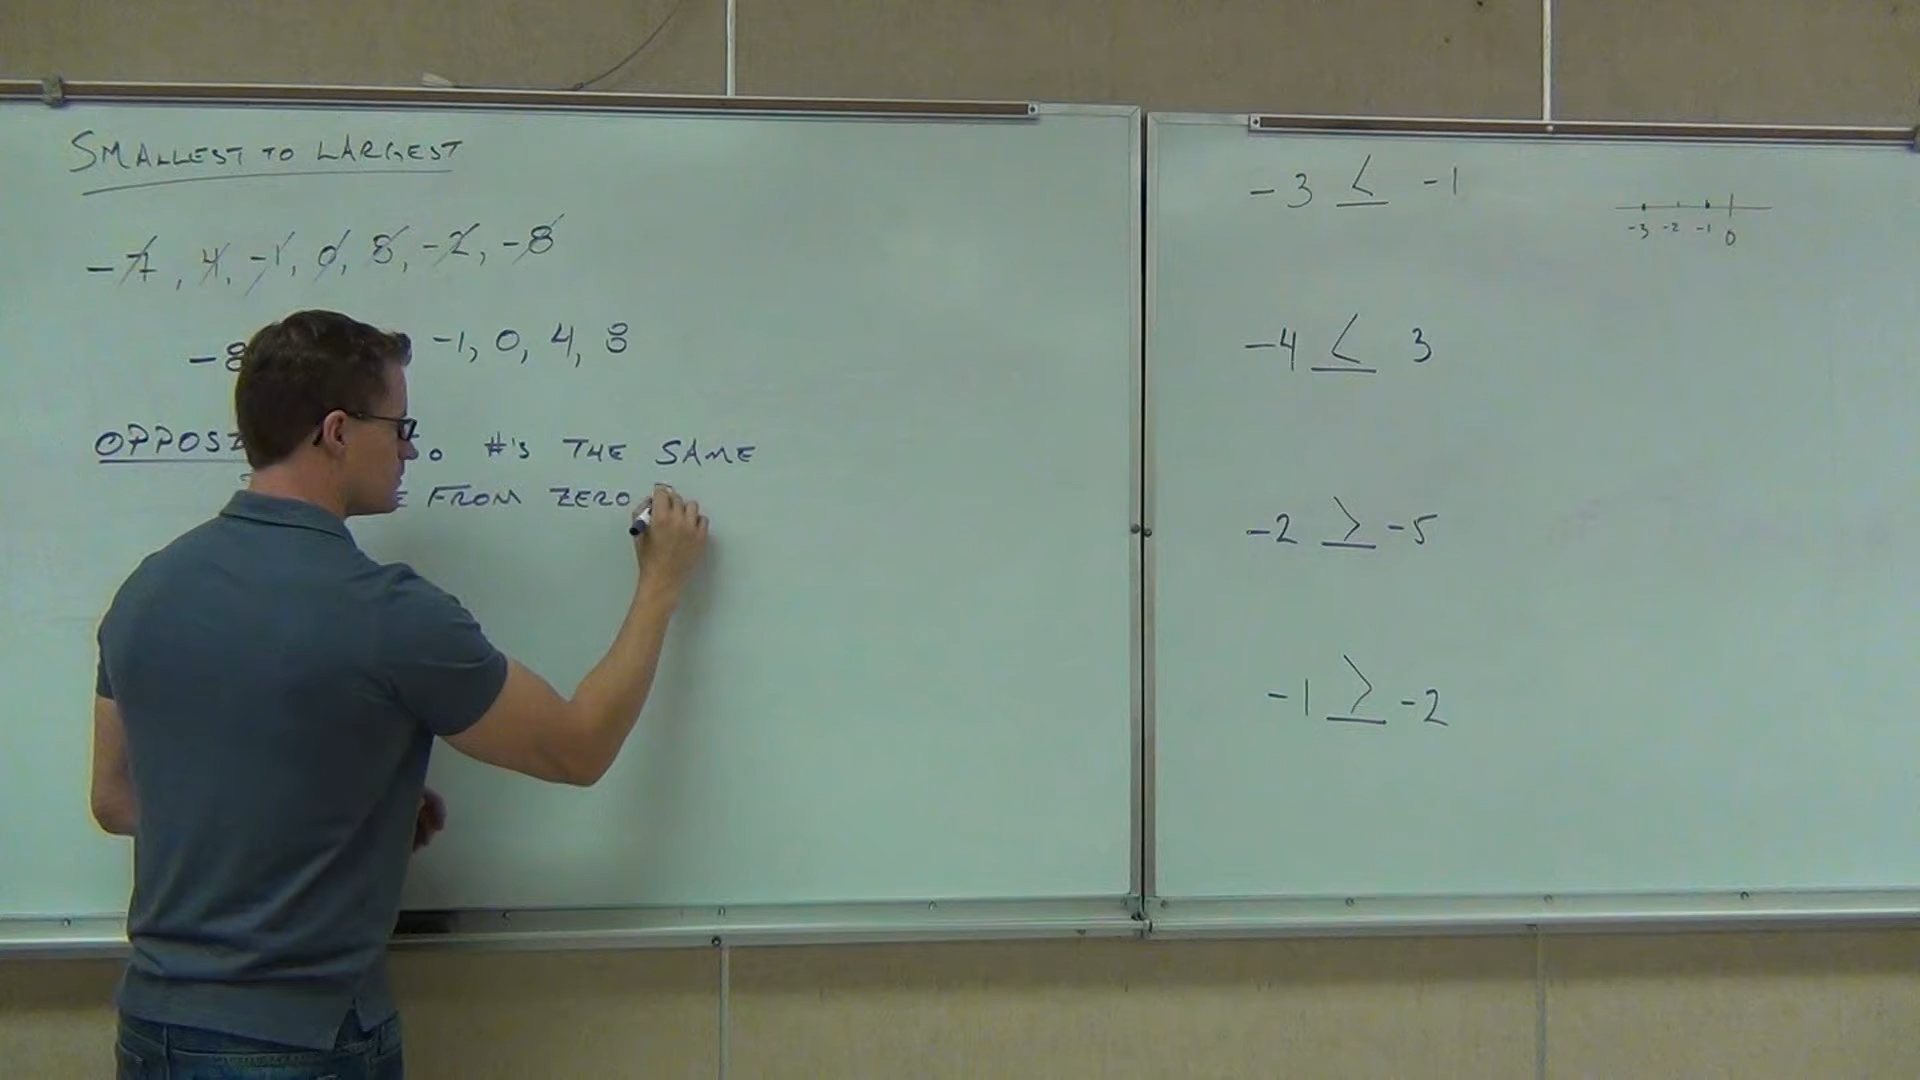 SMALLEST TO LARGEST
-7, 4, -1, 0, 8, -2, -8
-8 -1, 0, 4, 8
OPPOSI #'s THE SAME
FROM ZERO
-3 < -1
-3 -2 -1 0
-4 < 3
-2 > -5
-1 > -2